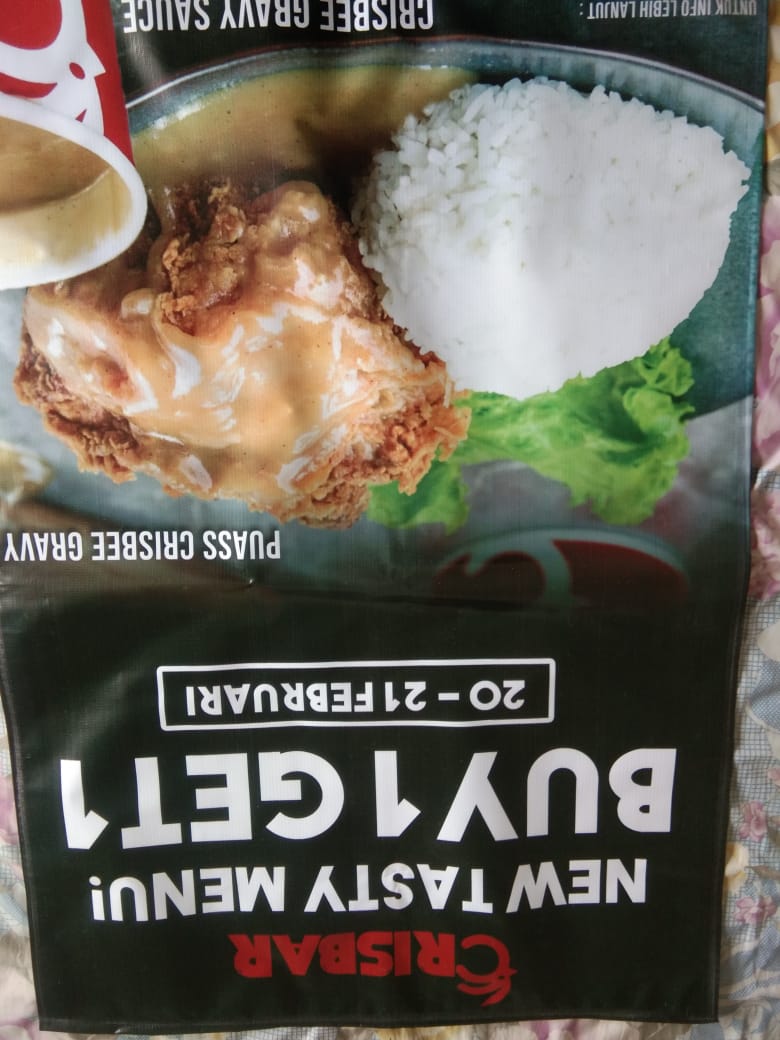 CRISBAR
NEW TASTY MENU!
BUY 1 GET 1
20 - 21 FEBRUARI
PUASS CRISBEE GRAVY
UNTUK INFO LEBIH LANJUT :
CRISBEE GRAVY SAUCE